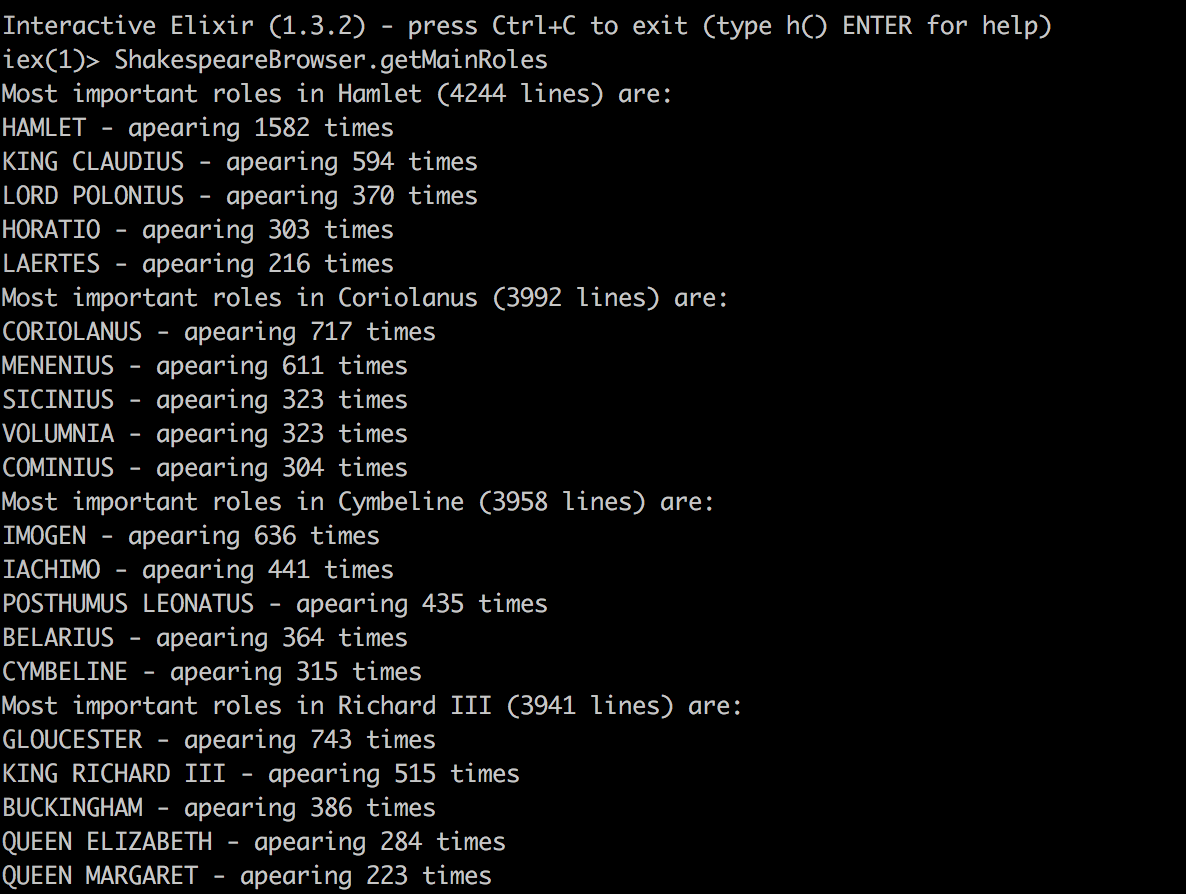 Interactive Elixir (1.3.2) - press Ctrl+C to exit (type h() ENTER for help)
iex(1)> ShakespeareBrowser.getMainRoles
Most important roles in Hamlet (4244 lines) are:
HAMLET - apearing 1582 times
KING CLAUDIUS - apearing 594 times
LORD POLONIUS - apearing 370 times
HORATIO - apearing 303 times
LAERTES - apearing 216 times
Most important roles in Coriolanus (3992 lines) are:
CORIOLANUS - apearing 717 times
MENENIUS - apearing 611 times
SICINIUS - apearing 323 times
VOLUMNIA - apearing 323 times
COMINIUS - apearing 304 times
Most important roles in Cymbeline (3958 lines) are:
IMOGEN - apearing 636 times
IACHIMO - apearing 441 times
POSTHUMUS LEONATUS - apearing 435 times
BELARIUS - apearing 364 times
CYMBELINE - apearing 315 times
Most important roles in Richard III (3941 lines) are:
GLOUCESTER - apearing 743 times
KING RICHARD III - apearing 515 times
BUCKINGHAM - apearing 386 times
QUEEN ELIZABETH - apearing 284 times
QUEEN MARGARET - apearing 223 times